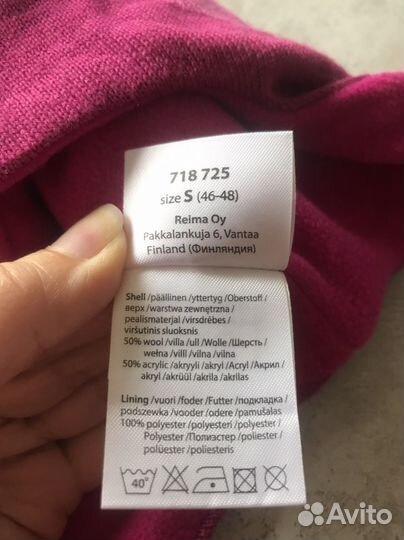 718 725
size S (46-48)
Reima Oy
Pakkalankuja 6, Vantaa
Finland (Финляндия)
Shell /päällinen /yttertyg /Oberstoff /
верх /warstwa zewnętrzna /
pealismaterjal /virsdrēbes /
viršutinis sluoksnis
50% wool /villa /ull /Wolle /Шерсть /
wełna /villl /vilna /vilna
50% acrylic /akryyli /akryl /Acryl /Акрил /
akryl /akrüül /akrila /akrilas
Lining /vuori /foder /Futter /подкладка /
podszewka /vooder /odere /pamušalas
100% polyester /polyesteri /polyester /
Polyester /Полиэстер /poliester /
polüester /poliesteris
40°
Avito